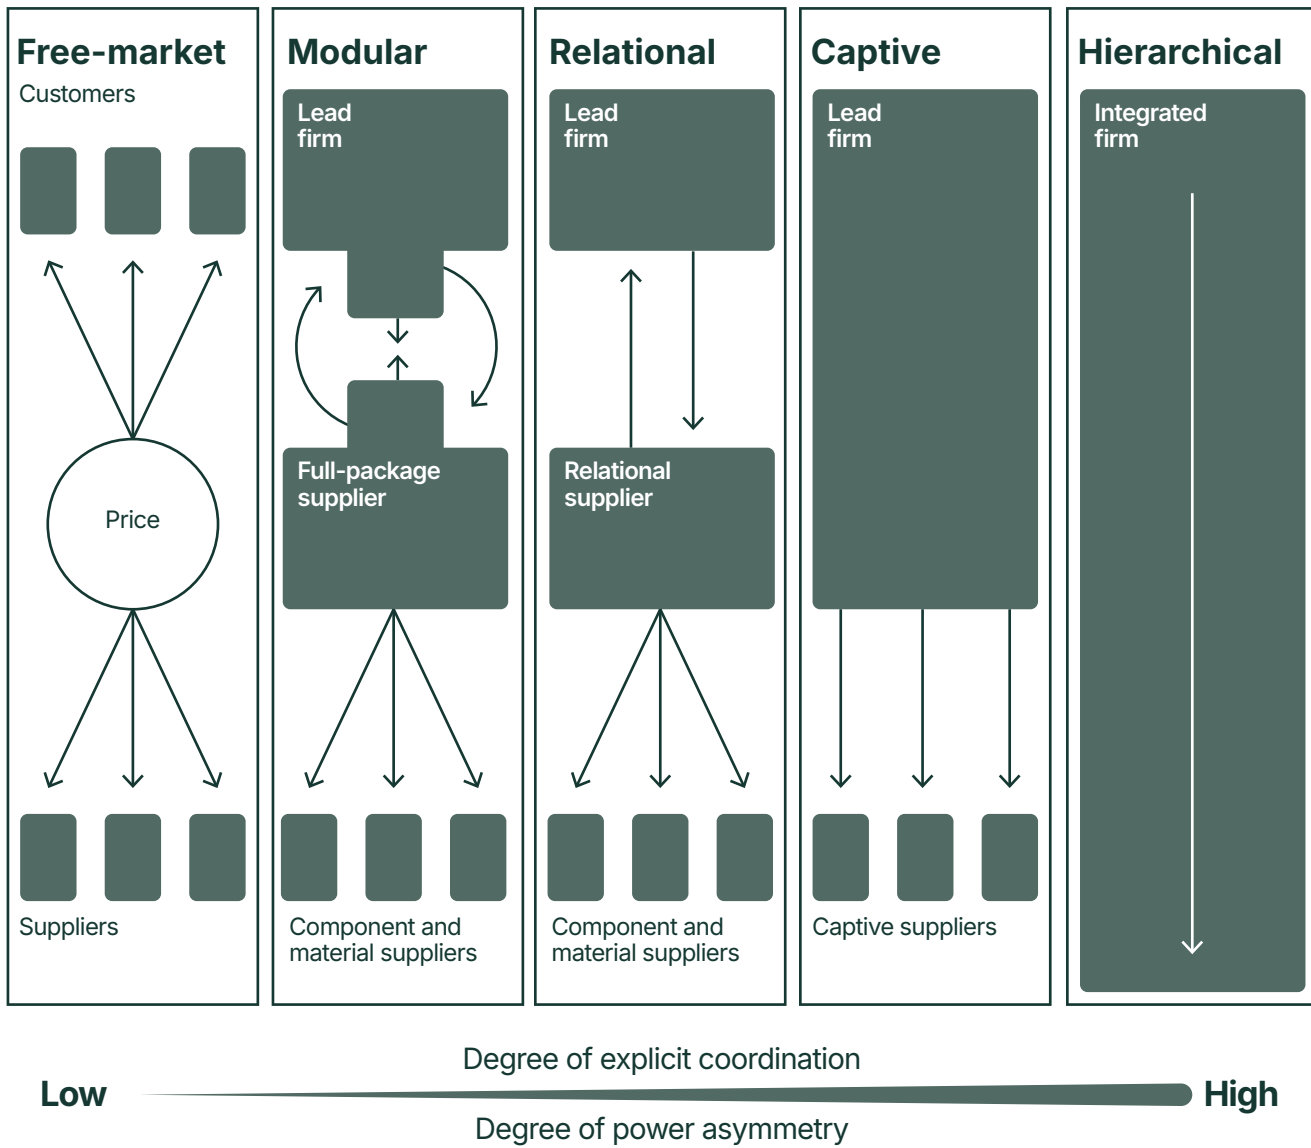 Free-market
Customers
Price
Suppliers
Modular
Lead
firm
Full-package
supplier
Component and
material suppliers
Relational
Lead
firm
Relational
supplier
Component and
material suppliers
Captive
Lead
firm
Captive suppliers
Hierarchical
Integrated
firm
Degree of explicit coordination
Low
High
Degree of power asymmetry